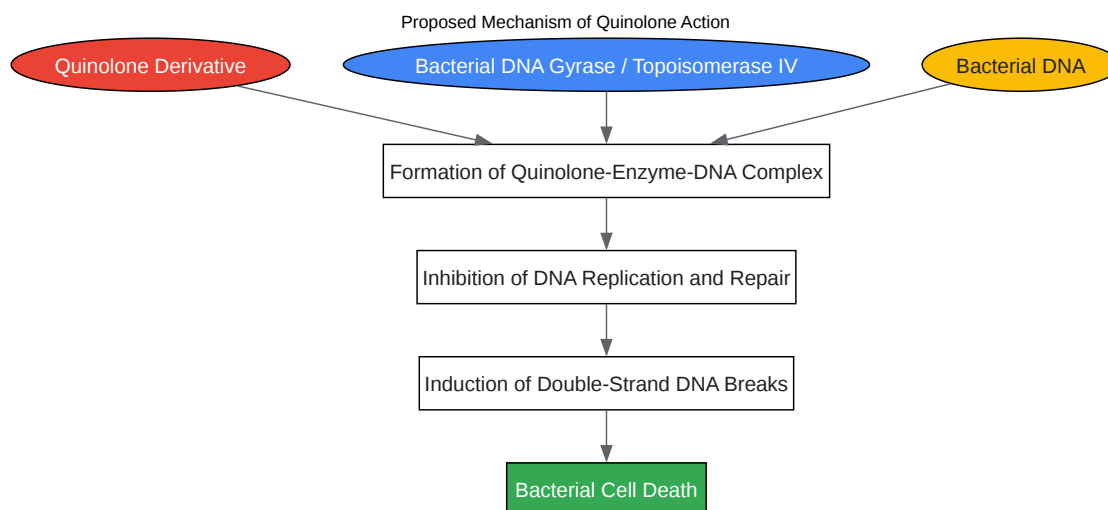 Proposed Mechanism of Quinolone Action
Quinolone Derivative
Bacterial DNA Gyrase / Topoisomerase IV
Bacterial DNA
Formation of Quinolone-Enzyme-DNA Complex
Inhibition of DNA Replication and Repair
Induction of Double-Strand DNA Breaks
Bacterial Cell Death